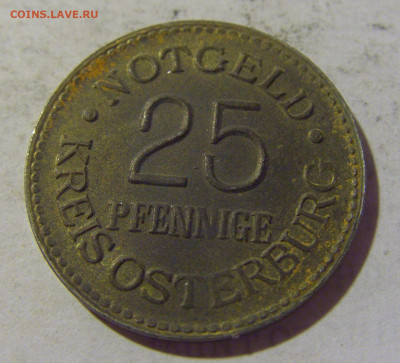 COINS.LAVE.RU
• NOTGELD •
25
PFENNIGE
KREIS OSTERBURG